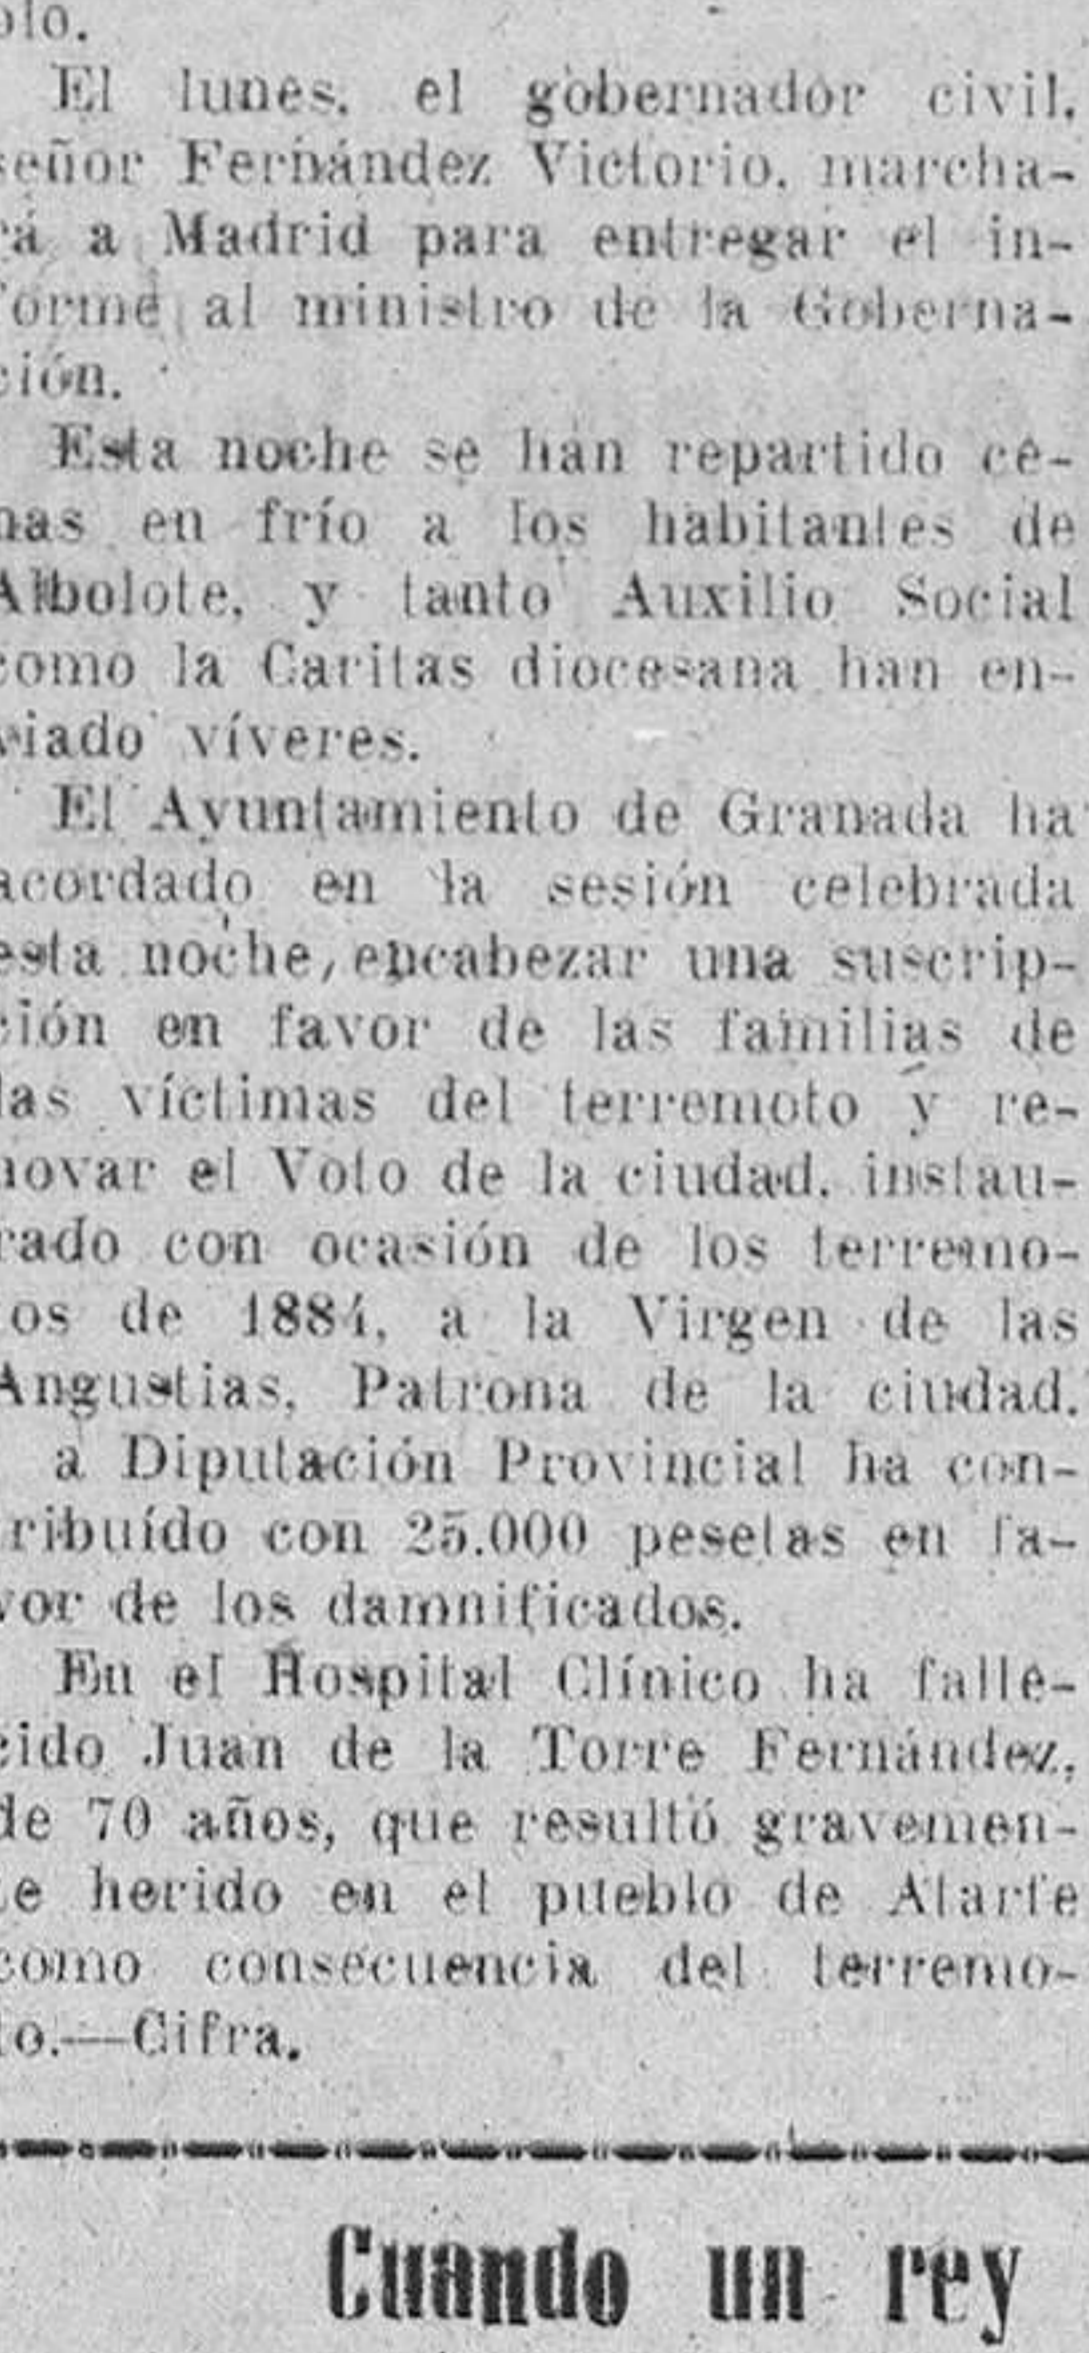 olo.
El lunes, el gobernador civil,
señor Fernández Victorio, marcha-
rá a Madrid para entregar el in-
forme al ministro de la Goberna-
ción.
Esta noche se han repartido ce-
nas en frío a los habitantes de
Albolote, y tanto Auxilio Social
como la Caritas diocesana han en-
viado víveres.
El Ayuntamiento de Granada ha
acordado en la sesión celebrada
esta noche, encabezar una suscrip-
ción en favor de las familias de
las víctimas del terremoto y re-
novar el Voto de la ciudad, instau-
rado con ocasión de los terremo-
tos de 1884, a la Virgen de las
Angustias, Patrona de la ciudad.
a Diputación Provincial ha con-
tribuído con 25.000 pesetas en fa-
vor de los damnificados.
En el Hospital Clínico ha falle-
cido Juan de la Torre Fernández,
de 70 años, que resultó gravemen-
te herido en el pueblo de Atarfe
como consecuencia del terremo-
to.—Cifra.
Cuando un rey